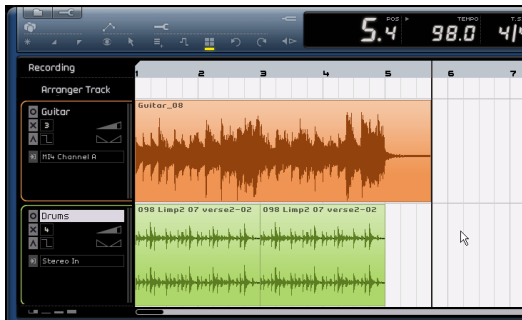 5.4 POS TEMPO 98.0 T.S 4/4
Recording
1 2 3 4 5 6 7
Arranger Track
Guitar
3
MI4 Channel A
Guitar_08
Drums
4
Stereo In
098 Limp2 07 verse2-02 098 Limp2 07 verse2-02